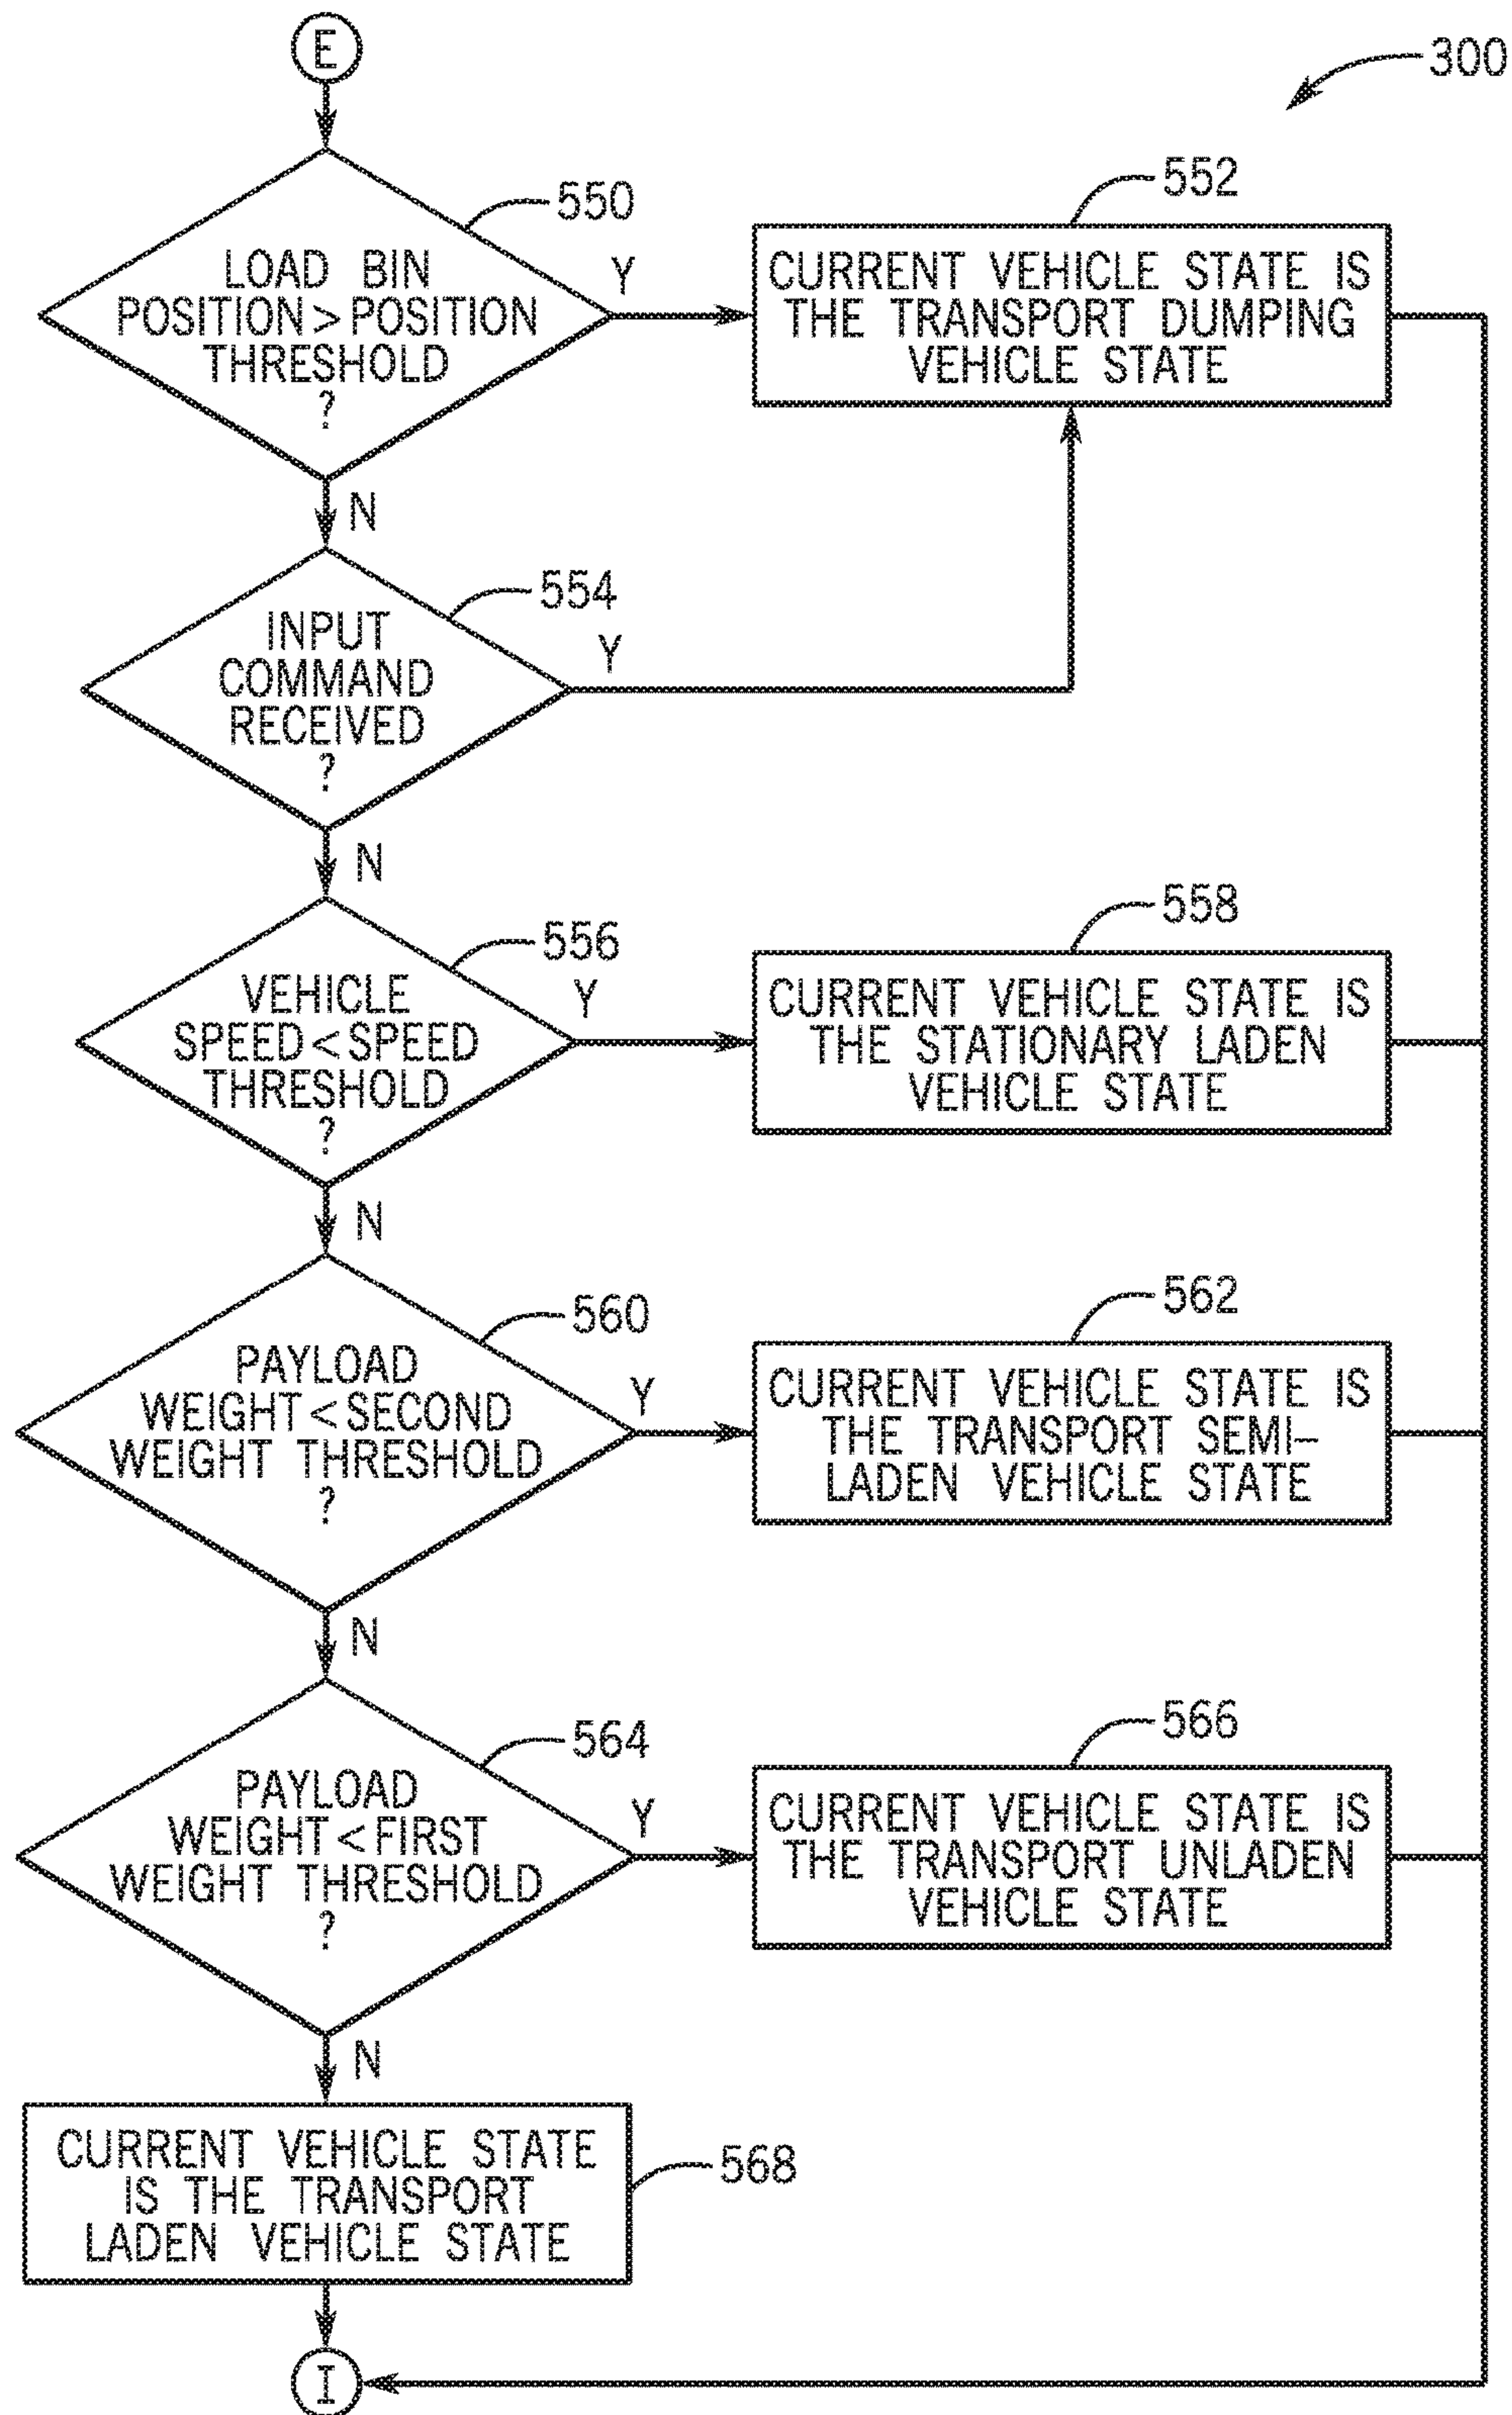 E
300
550
LOAD BIN
POSITION > POSITION
THRESHOLD
?
Y
552
CURRENT VEHICLE STATE IS
THE TRANSPORT DUMPING
VEHICLE STATE
N
554
INPUT
COMMAND
RECEIVED
?
Y
N
556
VEHICLE
SPEED < SPEED
THRESHOLD
?
Y
558
CURRENT VEHICLE STATE IS
THE STATIONARY LADEN
VEHICLE STATE
N
560
PAYLOAD
WEIGHT < SECOND
WEIGHT THRESHOLD
?
Y
562
CURRENT VEHICLE STATE IS
THE TRANSPORT SEMI–
LADEN VEHICLE STATE
N
564
PAYLOAD
WEIGHT < FIRST
WEIGHT THRESHOLD
?
Y
566
CURRENT VEHICLE STATE IS
THE TRANSPORT UNLADEN
VEHICLE STATE
N
CURRENT VEHICLE STATE
IS THE TRANSPORT
LADEN VEHICLE STATE
568
I